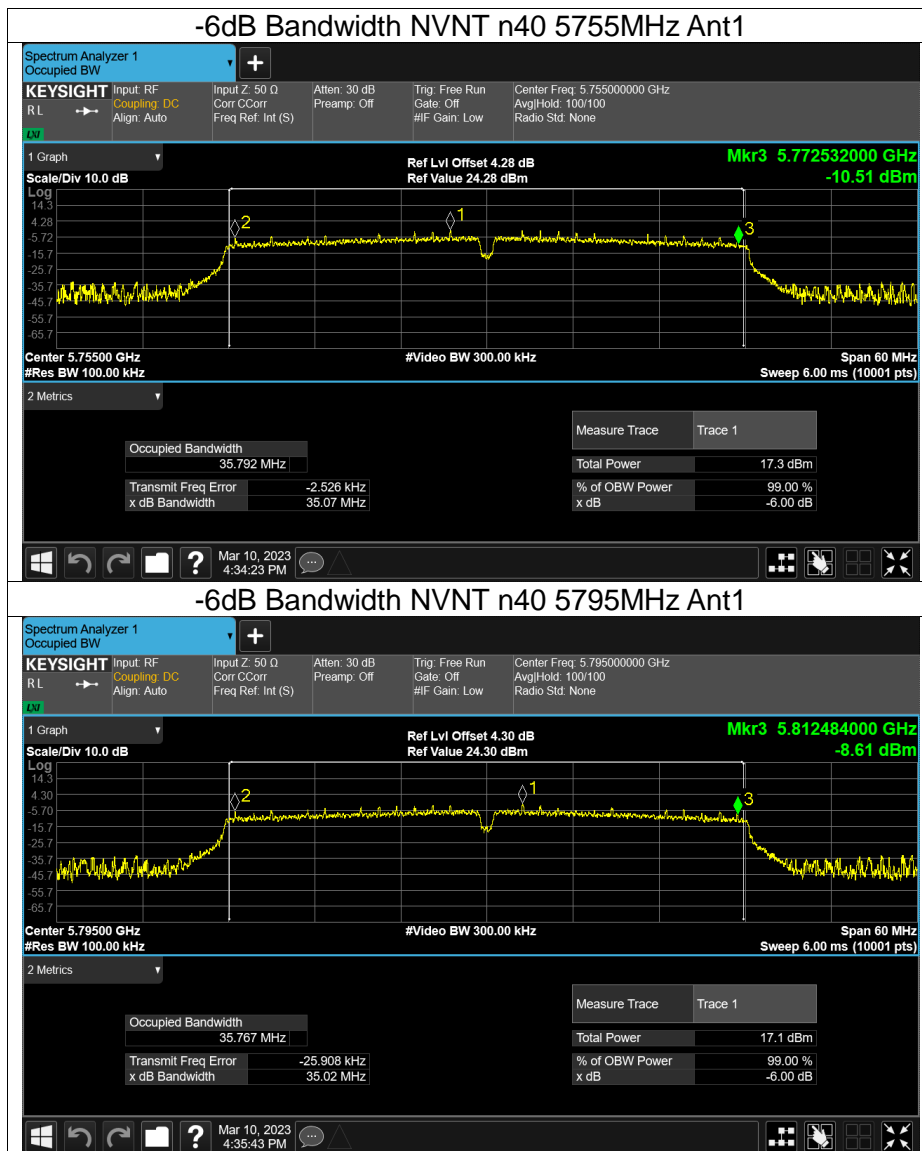 -6dB Bandwidth NVNT n40 5755MHz Ant1
Spectrum Analyzer 1
Occupied BW
+
KEYSIGHT Input: RF Input Z: 50 Ω Atten: 30 dB Trig: Free Run Center Freq: 5.755000000 GHz
RL Coupling: DC Corr CCorr Preamp: Off Gate: Off Avg|Hold: 100/100
Align: Auto Freq Ref: Int (S) #IF Gain: Low Radio Std: None
LXI
1 Graph Ref Lvl Offset 4.28 dB Mkr3 5.772532000 GHz
Scale/Div 10.0 dB Ref Value 24.28 dBm -10.51 dBm
Log
14.3
4.28
-5.72
-15.7
-25.7
-35.7
-45.7
-55.7
-65.7
2
1
3
Center 5.75500 GHz #Video BW 300.00 kHz Span 60 MHz
#Res BW 100.00 kHz Sweep 6.00 ms (10001 pts)
2 Metrics
Measure Trace Trace 1
Occupied Bandwidth
35.792 MHz Total Power 17.3 dBm
Transmit Freq Error -2.526 kHz % of OBW Power 99.00 %
x dB Bandwidth 35.07 MHz x dB -6.00 dB
? Mar 10, 2023
4:34:23 PM
-6dB Bandwidth NVNT n40 5795MHz Ant1
Spectrum Analyzer 1
Occupied BW
+
KEYSIGHT Input: RF Input Z: 50 Ω Atten: 30 dB Trig: Free Run Center Freq: 5.795000000 GHz
RL Coupling: DC Corr CCorr Preamp: Off Gate: Off Avg|Hold: 100/100
Align: Auto Freq Ref: Int (S) #IF Gain: Low Radio Std: None
LXI
1 Graph Ref Lvl Offset 4.30 dB Mkr3 5.812484000 GHz
Scale/Div 10.0 dB Ref Value 24.30 dBm -8.61 dBm
Log
14.3
4.30
-5.70
-15.7
-25.7
-35.7
-45.7
-55.7
-65.7
2
1
3
Center 5.79500 GHz #Video BW 300.00 kHz Span 60 MHz
#Res BW 100.00 kHz Sweep 6.00 ms (10001 pts)
2 Metrics
Measure Trace Trace 1
Occupied Bandwidth
35.767 MHz Total Power 17.1 dBm
Transmit Freq Error -25.908 kHz % of OBW Power 99.00 %
x dB Bandwidth 35.02 MHz x dB -6.00 dB
? Mar 10, 2023
4:35:43 PM